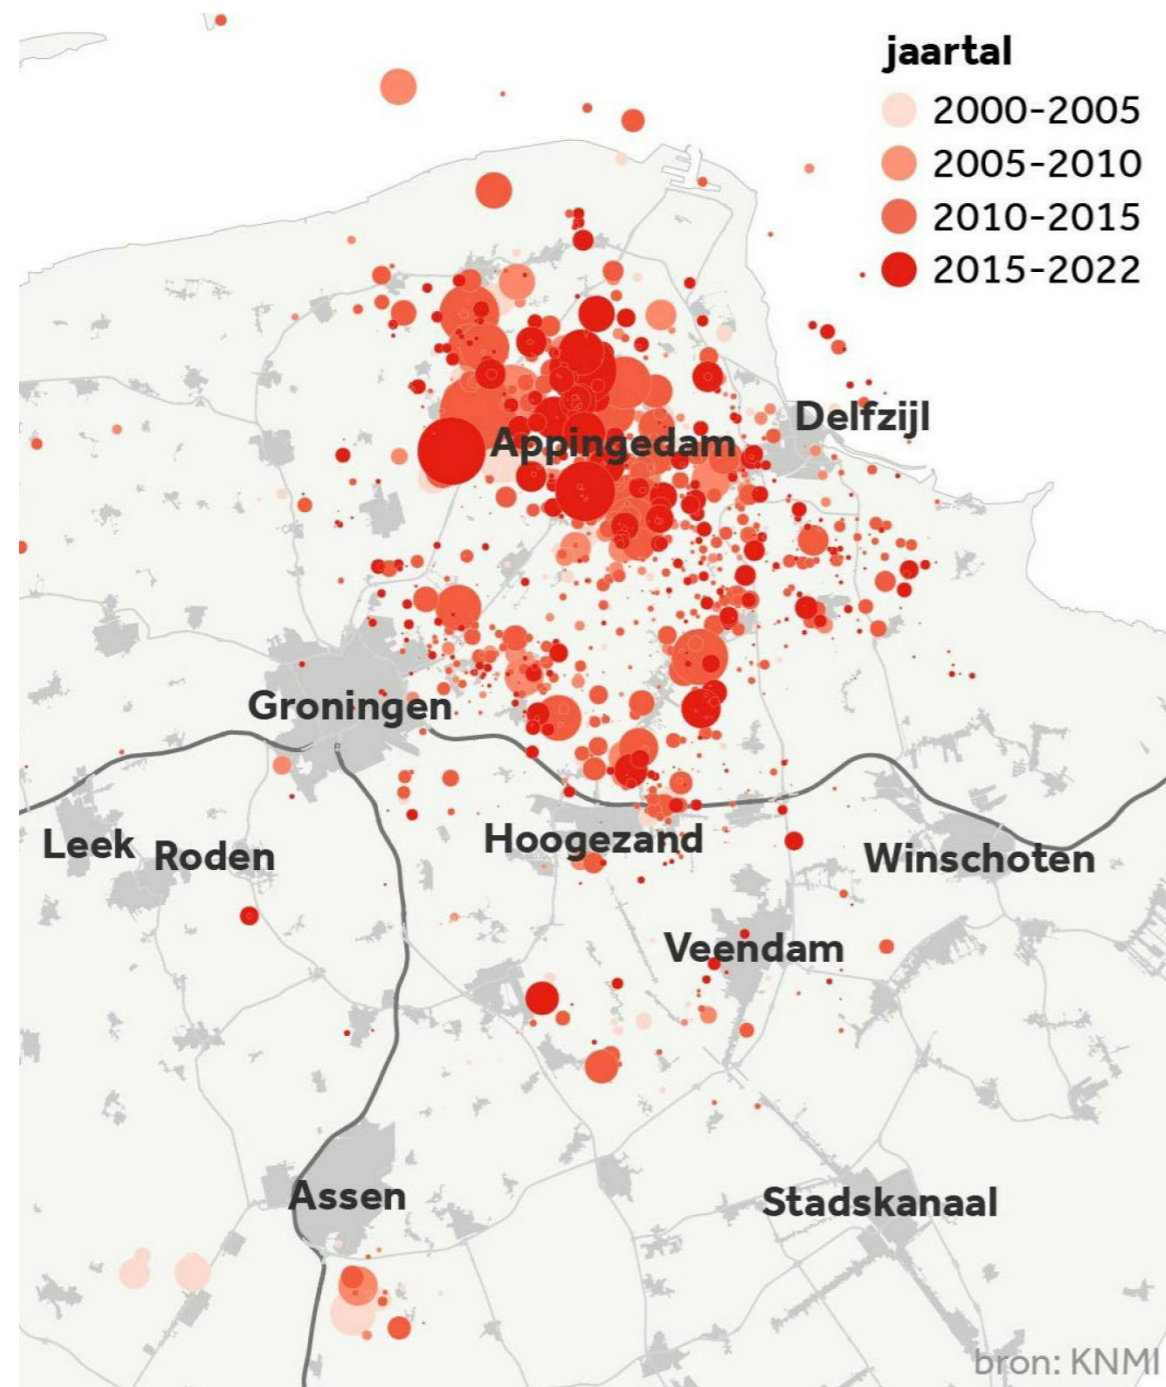 jaartal
2000-2005
2005-2010
2010-2015
2015-2022
Delfzijl
Appingedam
Groningen
Leek
Roden
Hoogezand
Winschoten
Veendam
Assen
Stadskanaal
bron: KNMI